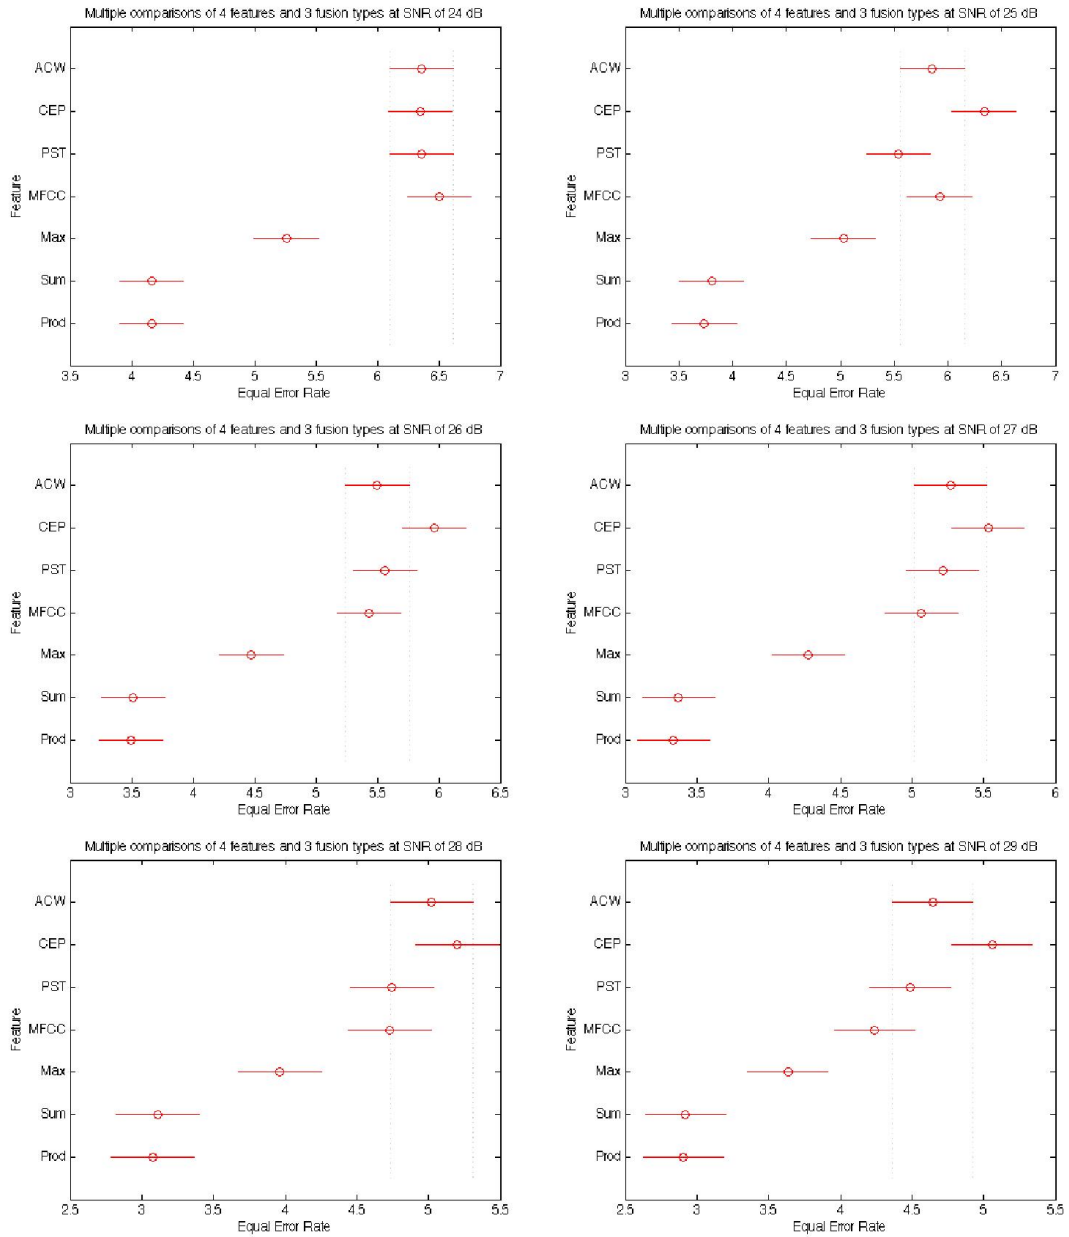 Multiple comparisons of 4 features and 3 fusion types at SNR of 24 dB
ACW
CEP
PST
MFCC
Max
Sum
Prod
Feature
3.5 4 4.5 5 5.5 6 6.5 7
Equal Error Rate
Multiple comparisons of 4 features and 3 fusion types at SNR of 25 dB
ACW
CEP
PST
MFCC
Max
Sum
Prod
Feature
3 3.5 4 4.5 5 5.5 6 6.5 7
Equal Error Rate
Multiple comparisons of 4 features and 3 fusion types at SNR of 26 dB
ACW
CEP
PST
MFCC
Max
Sum
Prod
Feature
3 3.5 4 4.5 5 5.5 6 6.5
Equal Error Rate
Multiple comparisons of 4 features and 3 fusion types at SNR of 27 dB
ACW
CEP
PST
MFCC
Max
Sum
Prod
Feature
3 3.5 4 4.5 5 5.5 6
Equal Error Rate
Multiple comparisons of 4 features and 3 fusion types at SNR of 28 dB
ACW
CEP
PST
MFCC
Max
Sum
Prod
Feature
2.5 3 3.5 4 4.5 5 5.5
Equal Error Rate
Multiple comparisons of 4 features and 3 fusion types at SNR of 29 dB
ACW
CEP
PST
MFCC
Max
Sum
Prod
Feature
2.5 3 3.5 4 4.5 5 5.5
Equal Error Rate